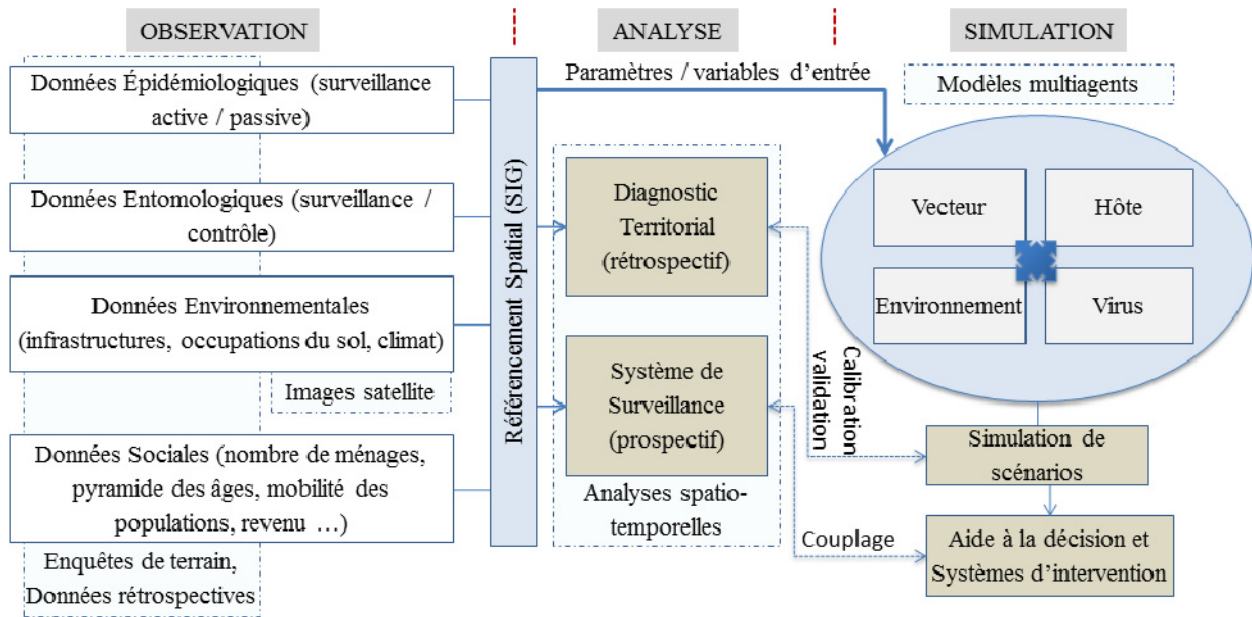 OBSERVATION
Données Épidémiologiques (surveillance
active / passive)
Données Entomologiques (surveillance /
contrôle)
Données Environnementales
(infrastructures, occupations du sol, climat)
Images satellite
Données Sociales (nombre de ménages,
pyramide des âges, mobilité des
populations, revenu …)
Enquêtes de terrain,
Données rétrospectives
Référencement Spatial (SIG)
ANALYSE
Paramètres / variables d’entrée
Diagnostic
Territorial
(rétrospectif)
Système de
Surveillance
(prospectif)
Analyses spatio-
temporelles
Calibration
validation
Couplage
SIMULATION
Modèles multiagents
Vecteur
Hôte
Environnement
Virus
Simulation de
scénarios
Aide à la décision et
Systèmes d’intervention